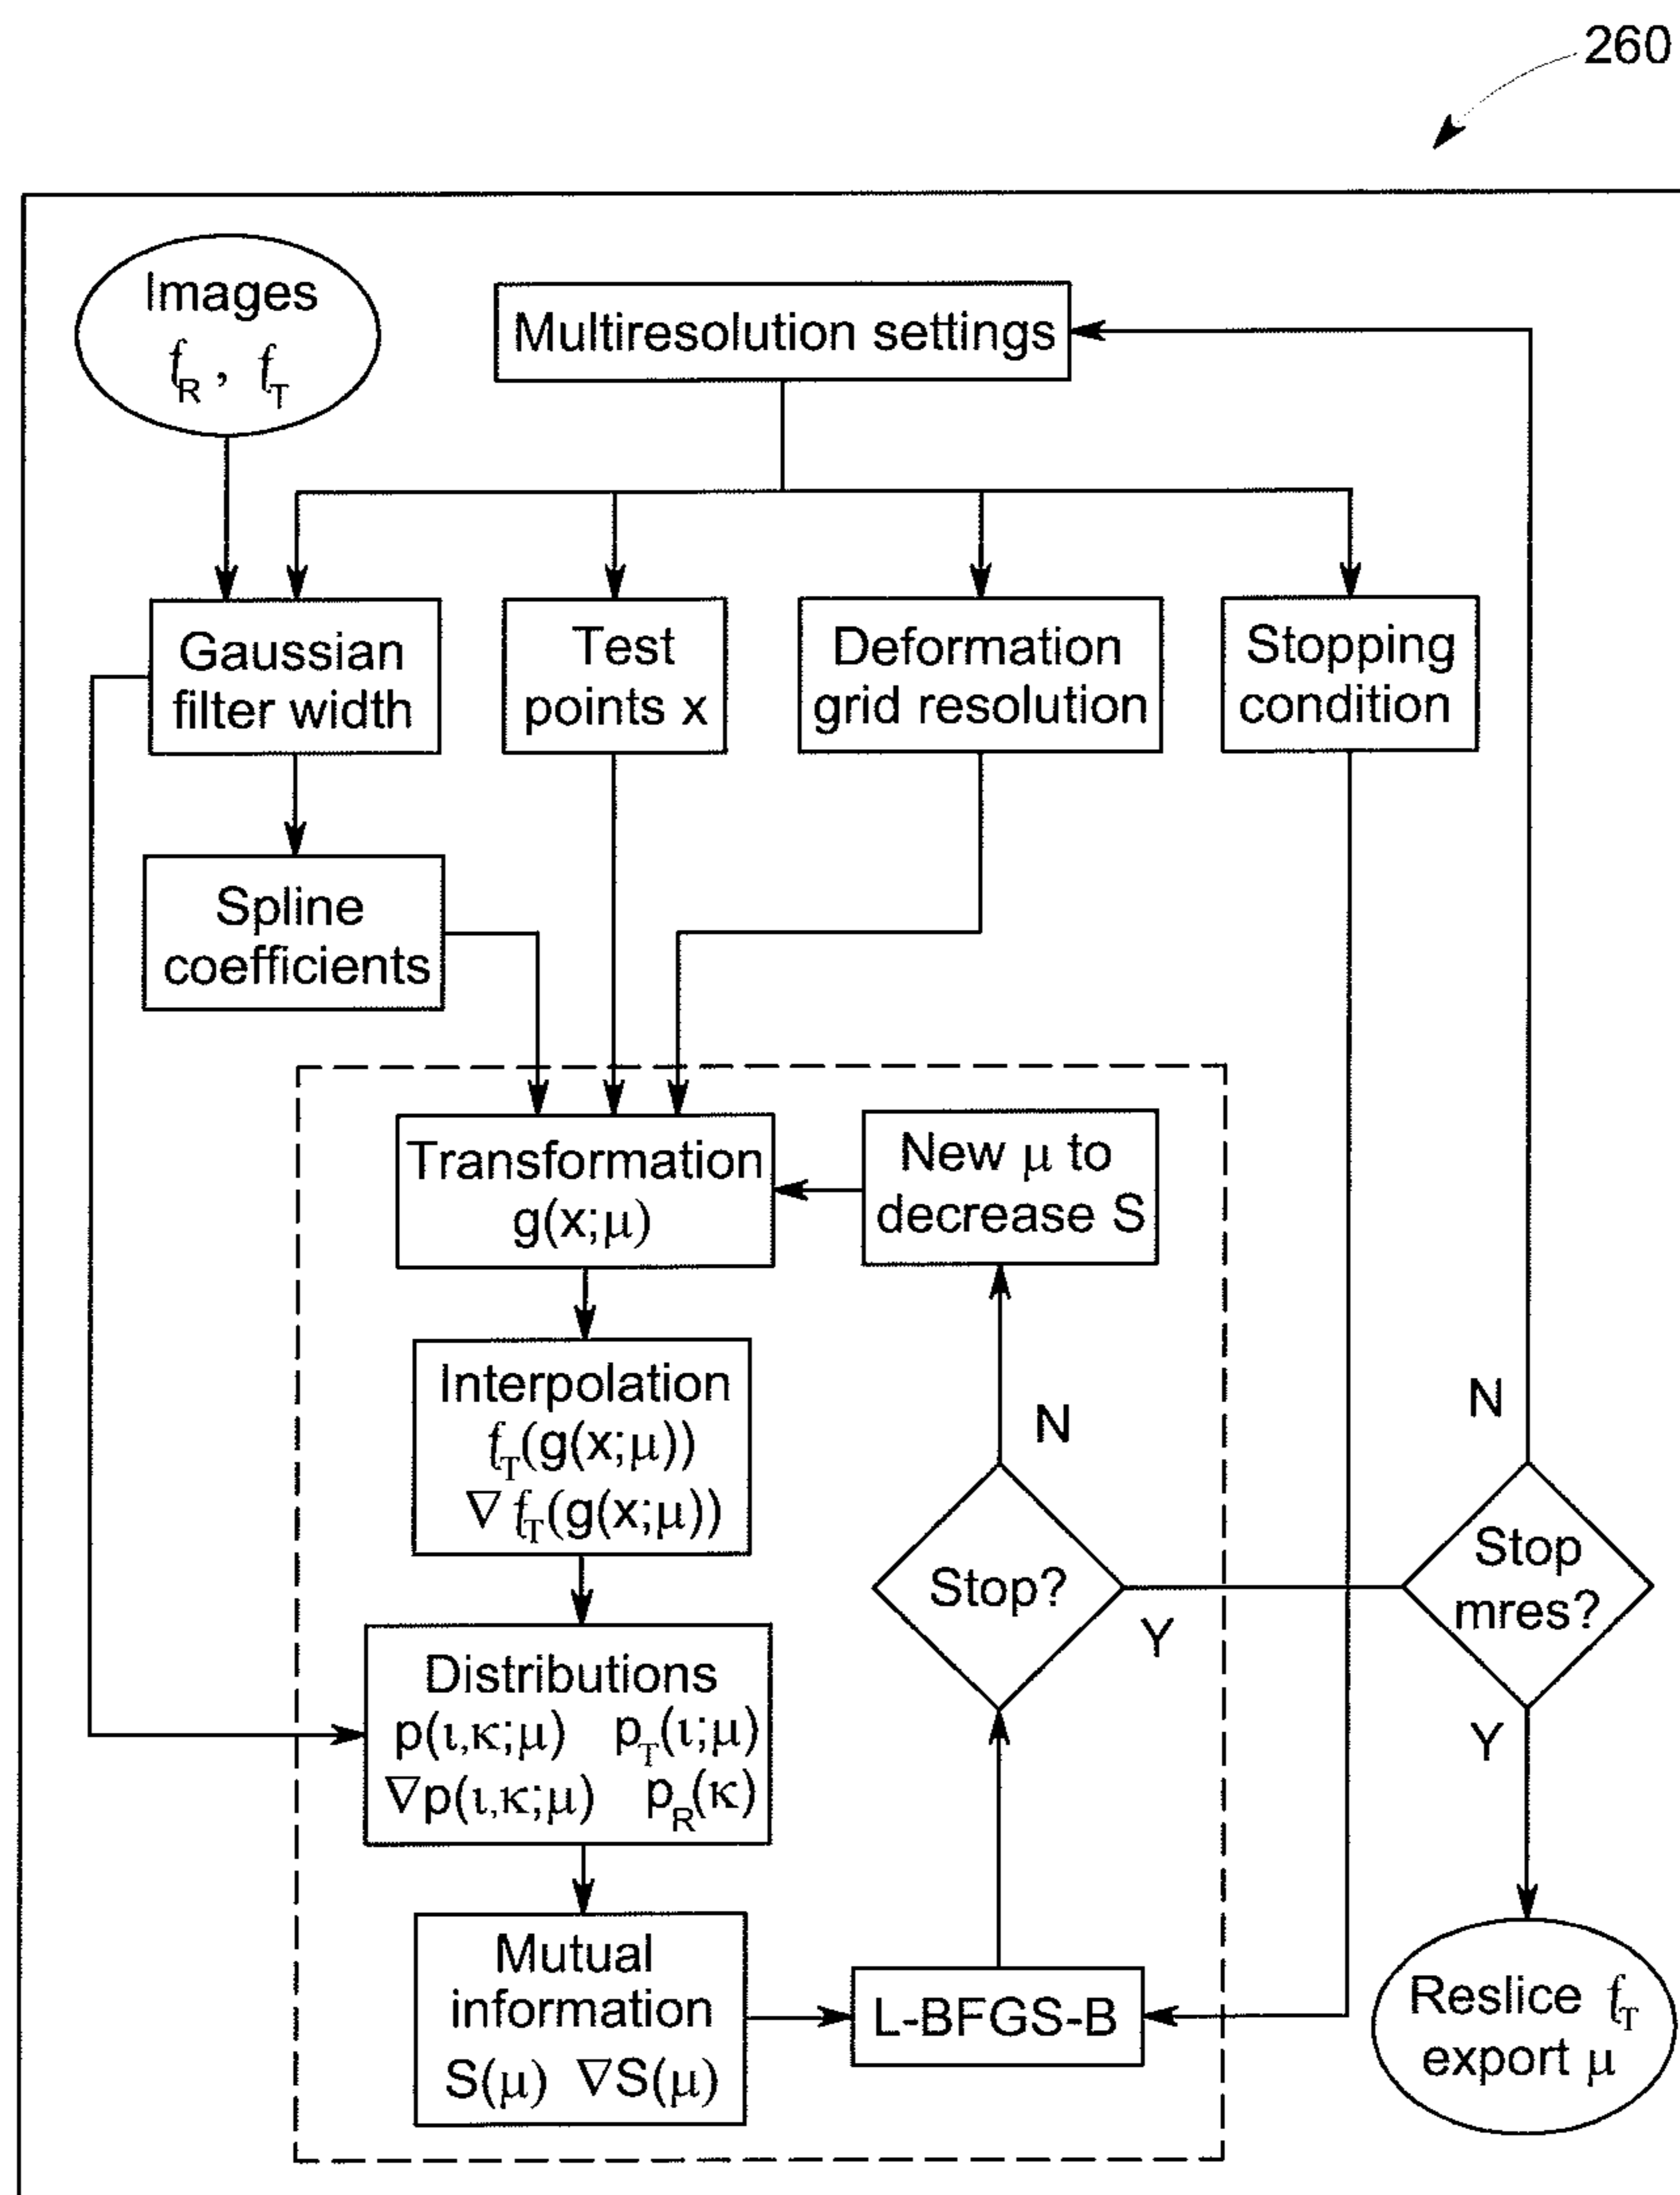 260
Images
f_R , f_T
Multiresolution settings
Gaussian
filter width
Test
points x
Deformation
grid resolution
Stopping
condition
Spline
coefficients
Transformation
g(x;μ)
New μ to
decrease S
Interpolation
f_T(g(x;μ))
∇ f_T(g(x;μ))
N
N
Stop?
Y
Stop
mres?
Y
Distributions
p(ι,κ;μ) p_T(ι;μ)
∇p(ι,κ;μ) p_R(κ)
Mutual
information
S(μ) ∇S(μ)
L-BFGS-B
Reslice f_T
export μ